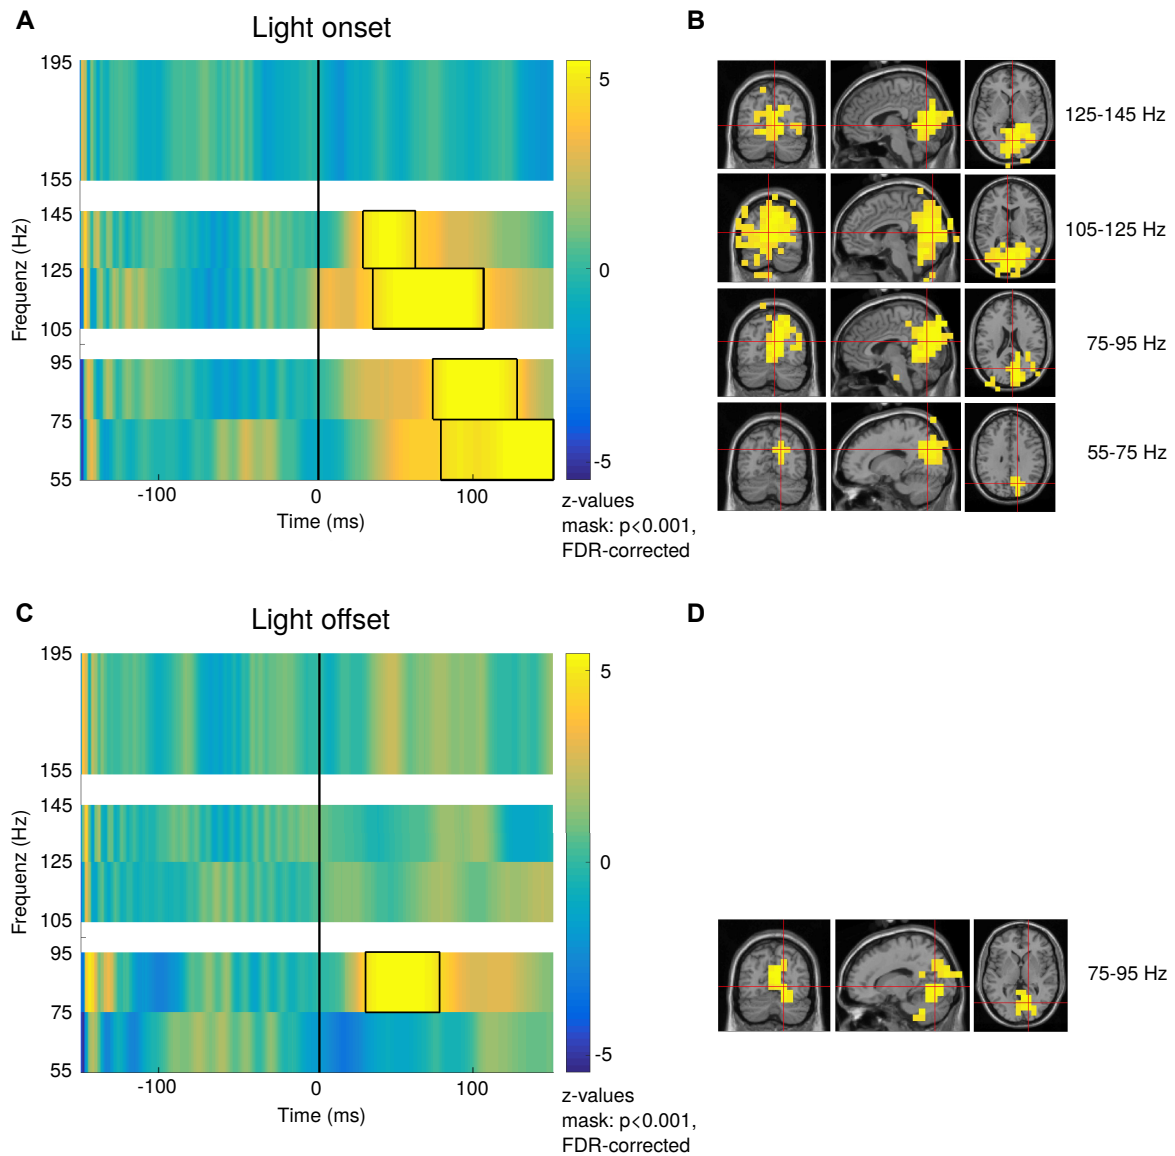 A
Light onset
195
155
145
125
105
95
75
55
Frequenz (Hz)
-100
0
100
Time (ms)
5
0
-5
z-values
mask: p<0.001,
FDR-corrected
B
125-145 Hz
105-125 Hz
75-95 Hz
55-75 Hz
C
Light offset
195
155
145
125
105
95
75
55
Frequenz (Hz)
-100
0
100
Time (ms)
5
0
-5
z-values
mask: p<0.001,
FDR-corrected
D
75-95 Hz